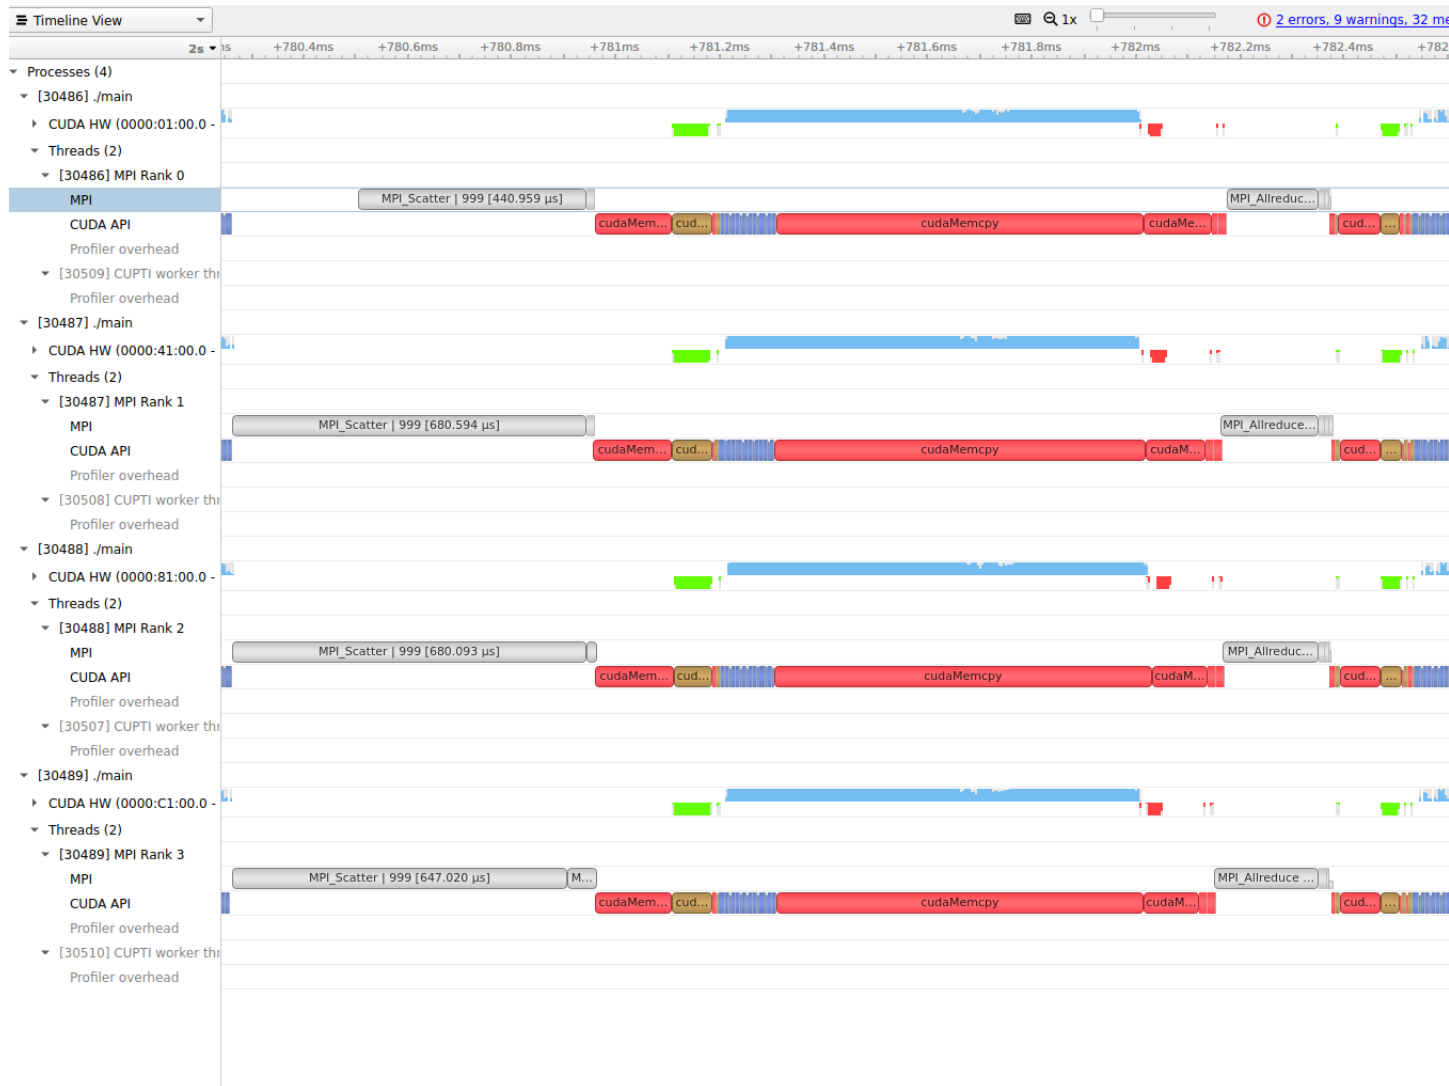 Timeline View
1x
2 errors, 9 warnings, 32 me
2s
ms +780.4ms +780.6ms +780.8ms +781ms +781.2ms +781.4ms +781.6ms +781.8ms +782ms +782.2ms +782.4ms +782
Processes (4)
[30486] ./main
CUDA HW (0000:01:00.0 -
Threads (2)
[30486] MPI Rank 0
MPI MPI_Scatter | 999 [440.959 µs] MPI_Allreduc...
CUDA API cudaMem... cud... cudaMemcpy cudaMe... cud... ...
Profiler overhead
[30509] CUPTI worker thr
Profiler overhead
[30487] ./main
CUDA HW (0000:41:00.0 -
Threads (2)
[30487] MPI Rank 1
MPI MPI_Scatter | 999 [680.594 µs] MPI_Allreduce...
CUDA API cudaMem... cud... cudaMemcpy cudaM... cud... ...
Profiler overhead
[30508] CUPTI worker thr
Profiler overhead
[30488] ./main
CUDA HW (0000:81:00.0 -
Threads (2)
[30488] MPI Rank 2
MPI MPI_Scatter | 999 [680.093 µs] MPI_Allreduc...
CUDA API cudaMem... cud... cudaMemcpy cudaM... cud... ...
Profiler overhead
[30507] CUPTI worker thr
Profiler overhead
[30489] ./main
CUDA HW (0000:C1:00.0 -
Threads (2)
[30489] MPI Rank 3
MPI MPI_Scatter | 999 [647.020 µs] M... MPI_Allreduce ...
CUDA API cudaMem... cud... cudaMemcpy cudaM... cud... ...
Profiler overhead
[30510] CUPTI worker thr
Profiler overhead